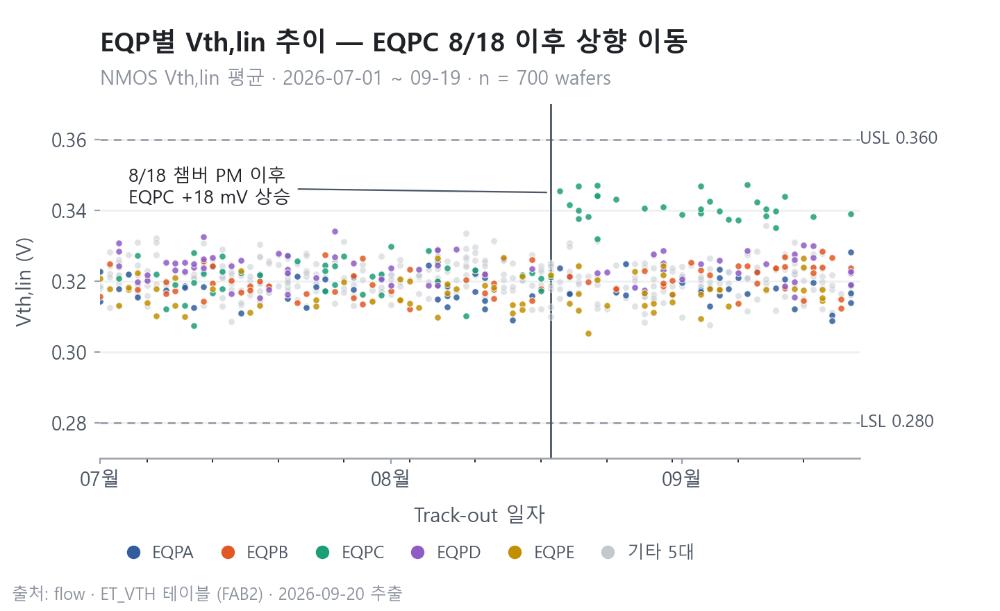 EQP별 Vth,lin 추이 — EQPC 8/18 이후 상향 이동
NMOS Vth,lin 평균 · 2026-07-01 ~ 09-19 · n = 700 wafers
0.36
USL 0.360
8/18 챔버 PM 이후
EQPC +18 mV 상승
0.34
0.32
0.30
0.28
LSL 0.280
Vth,lin (V)
07월
08월
09월
Track-out 일자
EQPA
EQPB
EQPC
EQPD
EQPE
기타 5대
출처: flow · ET_VTH 테이블 (FAB2) · 2026-09-20 추출